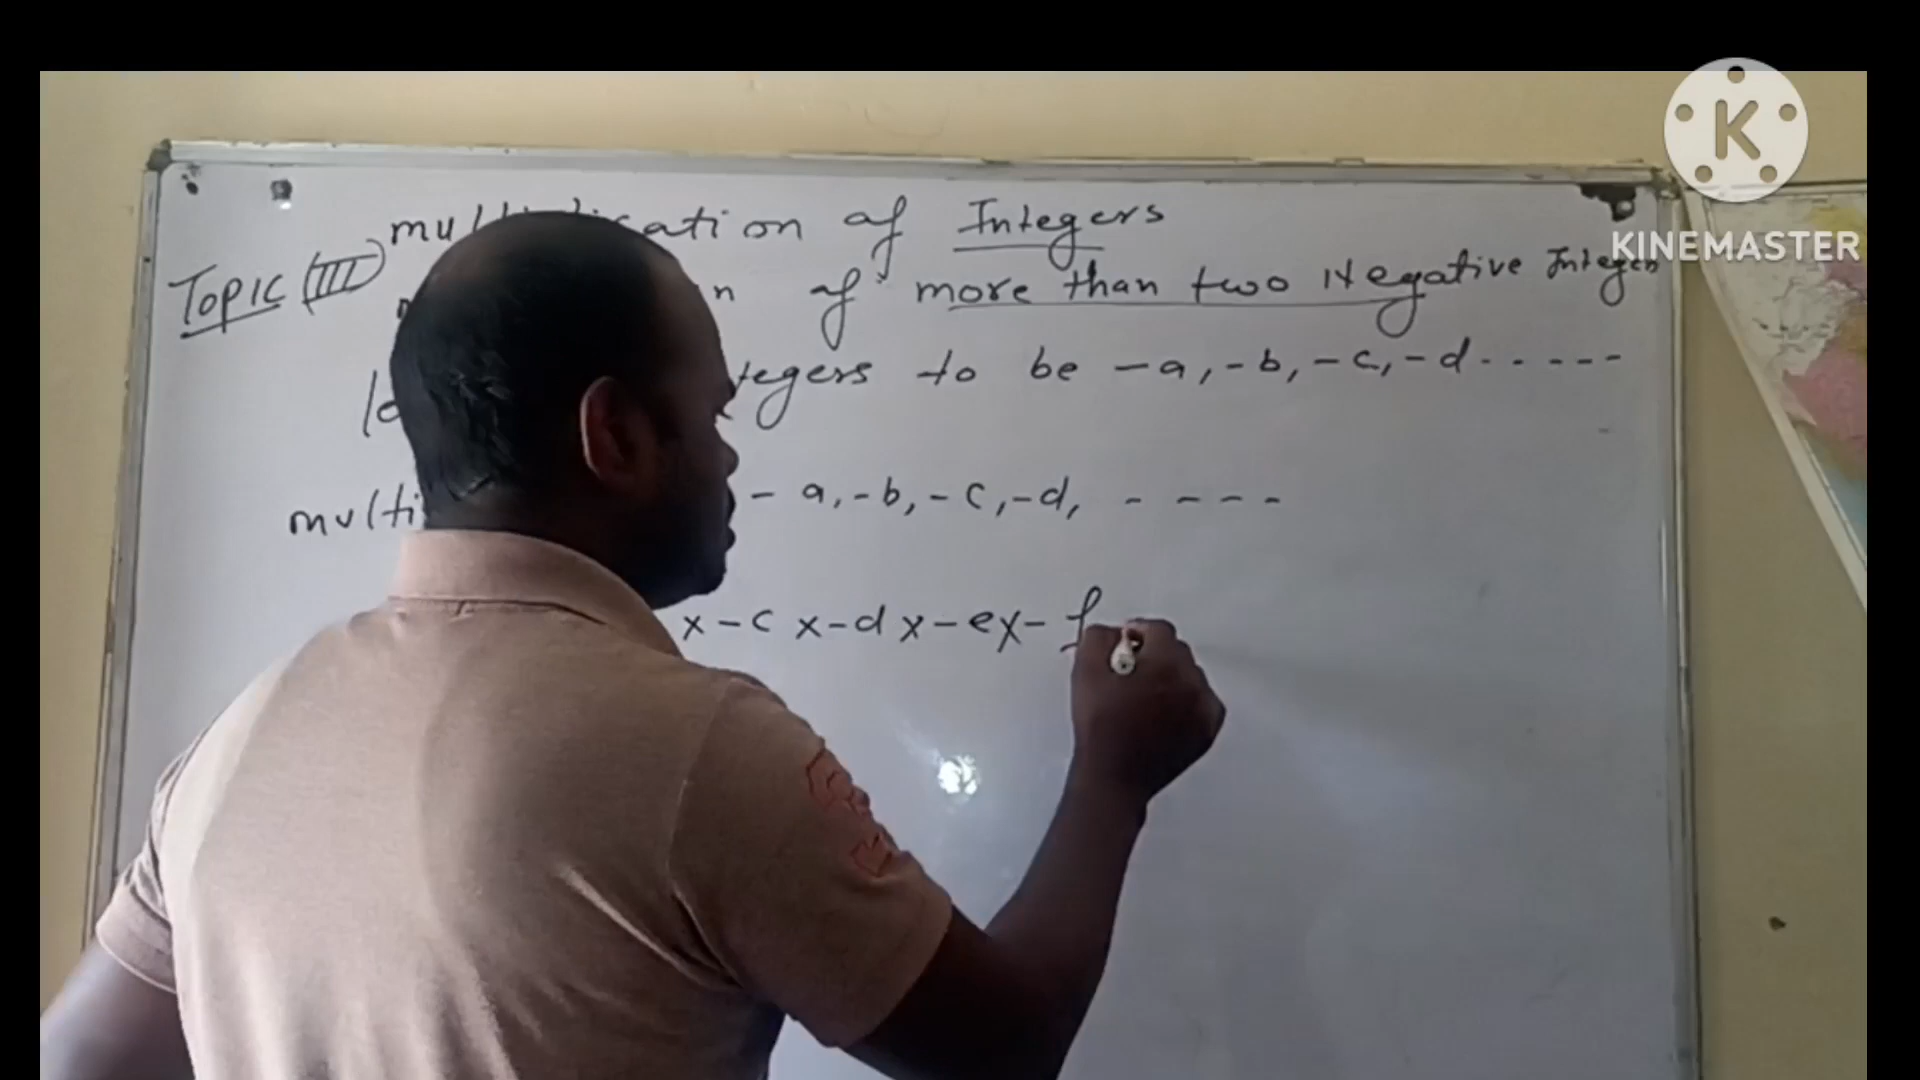 multiplication of Integers
TOPIC (III) of more than two Negative Integers
tegers to be -a, -b, -c, -d - - - - -
multi - a, -b, -c, -d, - - - -
x -c x -d x -e x - f
K
KINEMASTER